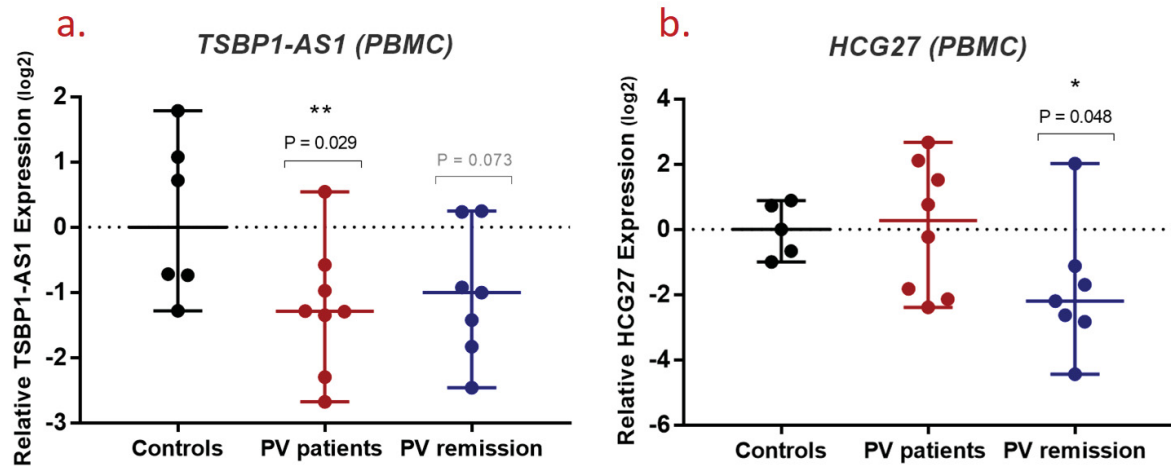 a.
TSBP1-AS1 (PBMC)
Relative TSBP1-AS1 Expression (log2)
2
1
0
-1
-2
-3
**
P = 0.029
P = 0.073
Controls
PV patients
PV remission
b.
HCG27 (PBMC)
Relative HCG27 Expression (log2)
4
2
0
-2
-4
-6
*
P = 0.048
Controls
PV patients
PV remission